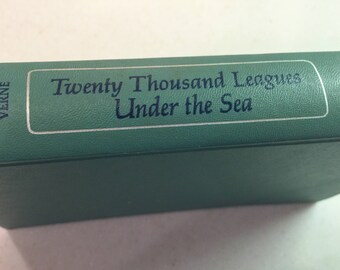 VERNE
Twenty Thousand Leagues
Under the Sea